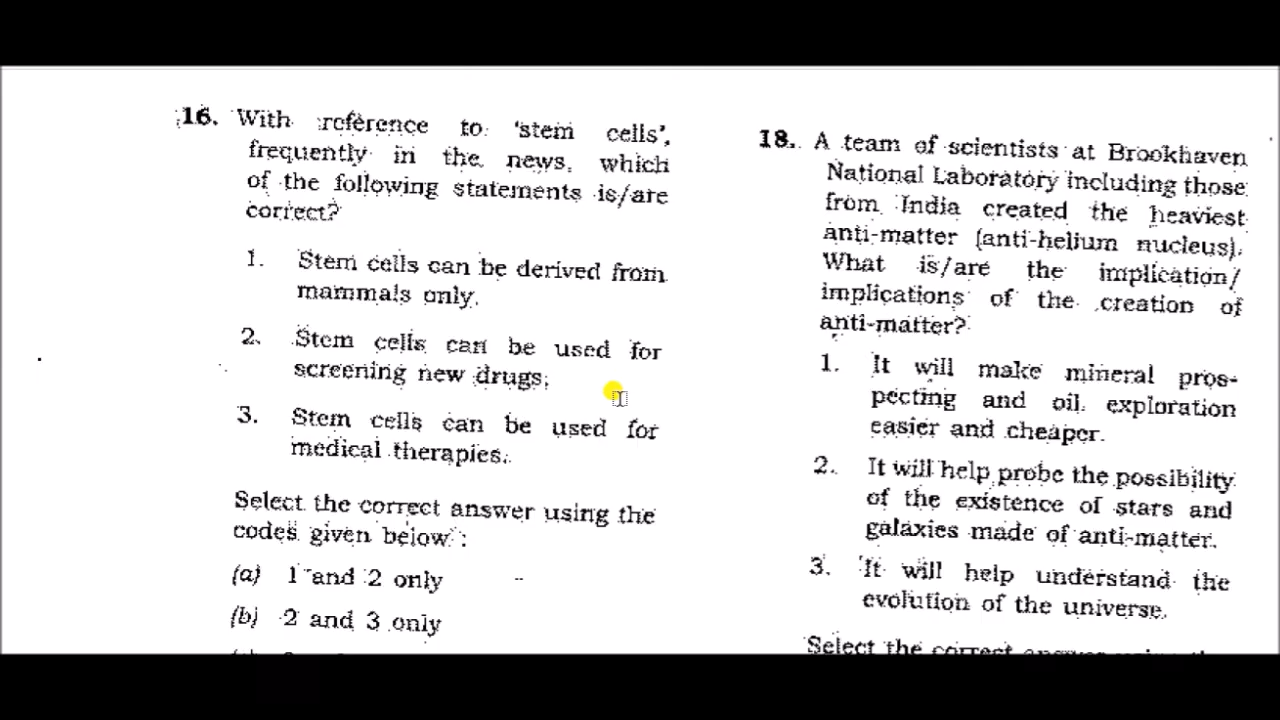 16. With reference to 'stem cells',
frequently in the news, which
of the following statements is/are
correct?
1. Stem cells can be derived from
mammals only.
2. Stem cells can be used for
screening new drugs.
3. Stem cells can be used for
medical therapies.
Select the correct answer using the
codes given below :
(a) 1 and 2 only
(b) 2 and 3 only
18. A team of scientists at Brookhaven
National Laboratory including those
from India created the heaviest
anti-matter (anti-helium nucleus).
What is/are the implication/
implications of the creation of
anti-matter?
1. It will make mineral pros-
pecting and oil exploration
easier and cheaper.
2. It will help probe the possibility
of the existence of stars and
galaxies made of anti-matter.
3. It will help understand the
evolution of the universe.
Select the correct answer using the